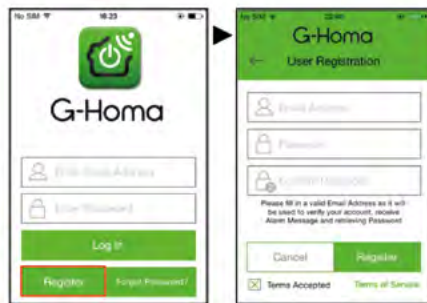 No SIM 16:23
G-Homa
Enter Email Address
Enter Password
Log In
Register Forgot Password?
No SIM
G-Homa
User Registration
Email Address
Password
Confirm Password
Please fill in a valid Email Address as it will
be used to verify your account, receive
Alarm Message and retrieving Password
Cancel Register
Terms Accepted Terms of Service